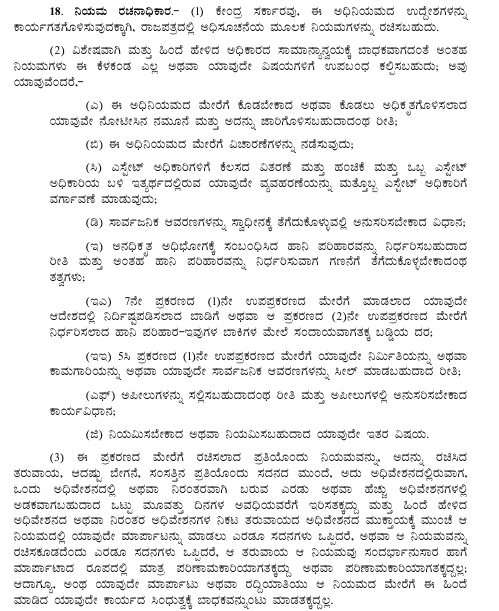 18. ನಿಯಮ ರಚನಾಧಿಕಾರ.– (1) ಕೇಂದ್ರ ಸರ್ಕಾರವು, ಈ ಅಧಿನಿಯಮದ ಉದ್ದೇಶಗಳನ್ನು
ಕಾರ್ಯಗತಗೊಳಿಸುವುದಕ್ಕಾಗಿ, ರಾಜಪತ್ರದಲ್ಲಿ ಅಧಿಸೂಚನೆಯ ಮೂಲಕ ನಿಯಮಗಳನ್ನು ರಚಿಸಬಹುದು.
(2) ವಿಶೇಷವಾಗಿ ಮತ್ತು ಹಿಂದೆ ಹೇಳಿದ ಅಧಿಕಾರದ ಸಾಮಾನ್ಯಾನ್ವಯಕ್ಕೆ ಬಾಧಕವಾಗದಂತೆ ಅಂತಹ
ನಿಯಮಗಳು ಈ ಕೆಳಕಂಡ ಎಲ್ಲ ಅಥವಾ ಯಾವುದೇ ವಿಷಯಗಳಿಗೆ ಉಪಬಂಧ ಕಲ್ಪಿಸಬಹುದು; ಅವು
ಯಾವುವೆಂದರೆ,–
(ಎ) ಈ ಅಧಿನಿಯಮದ ಮೇರೆಗೆ ಕೊಡಬೇಕಾದ ಅಥವಾ ಕೊಡಲು ಅಧಿಕೃತಗೊಳಿಸಲಾದ
ಯಾವುವೇ ನೋಟೀಸಿನ ನಮೂನೆ ಮತ್ತು ಅದನ್ನು ಜಾರಿಗೊಳಿಸಬಹುದಾದಂಥ ರೀತಿ;
(ಬಿ) ಈ ಅಧಿನಿಯಮದ ಮೇರೆಗೆ ವಿಚಾರಣೆಗಳನ್ನು ನಡೆಸುವುದು;
(ಸಿ) ಎಸ್ಟೇಟ್ ಅಧಿಕಾರಿಗಳಿಗೆ ಕೆಲಸದ ವಿತರಣೆ ಮತ್ತು ಹಂಚಿಕೆ ಮತ್ತು ಒಬ್ಬ ಎಸ್ಟೇಟ್
ಅಧಿಕಾರಿಯ ಬಳಿ ಇತ್ಯರ್ಥದಲ್ಲಿರುವ ಯಾವುದೇ ವ್ಯವಹರಣೆಯನ್ನು ಮತ್ತೊಬ್ಬ ಎಸ್ಟೇಟ್ ಅಧಿಕಾರಿಗೆ
ವರ್ಗಾವಣೆ ಮಾಡುವುದು;
(ಡಿ) ಸಾರ್ವಜನಿಕ ಆವರಣಗಳನ್ನು ಸ್ವಾಧೀನಕ್ಕೆ ತೆಗೆದುಕೊಳ್ಳುವಲ್ಲಿ ಅನುಸರಿಸಬೇಕಾದ ವಿಧಾನ;
(ಇ) ಅನಧಿಕೃತ ಅಧಿಭೋಗಕ್ಕೆ ಸಂಬಂಧಿಸಿದ ಹಾನಿ ಪರಿಹಾರವನ್ನು ನಿರ್ಧರಿಸಬಹುದಾದ
ರೀತಿ ಮತ್ತು ಅಂತಹ ಹಾನಿ ಪರಿಹಾರವನ್ನು ನಿರ್ಧರಿಸುವಾಗ ಗಣನೆಗೆ ತೆಗೆದುಕೊಳ್ಳಬೇಕಾದಂಥ
ತತ್ವಗಳು;
(ಇಎ) 7ನೇ ಪ್ರಕರಣದ (1)ನೇ ಉಪಪ್ರಕರಣದ ಮೇರೆಗೆ ಮಾಡಲಾದ ಯಾವುದೇ
ಆದೇಶದಲ್ಲಿ ನಿರ್ದಿಷ್ಟಪಡಿಸಲಾದ ಬಾಡಿಗೆ ಅಥವಾ ಆ ಪ್ರಕರಣದ (2)ನೇ ಉಪಪ್ರಕರಣದ ಮೇರೆಗೆ
ನಿರ್ಧರಿಸಲಾದ ಹಾನಿ ಪರಿಹಾರ–ಇವುಗಳ ಬಾಕಿಗಳ ಮೇಲೆ ಸಂದಾಯವಾಗತಕ್ಕ ಬಡ್ಡಿಯ ದರ;
(ಇಇ) 5ಸಿ ಪ್ರಕರಣದ (1)ನೇ ಉಪಪ್ರಕರಣದ ಮೇರೆಗೆ ಯಾವುದೇ ನಿರ್ಮಿತಿಯನ್ನು ಅಥವಾ
ಕಾಮಗಾರಿಯನ್ನು ಅಥವಾ ಯಾವುದೇ ಸಾರ್ವಜನಿಕ ಆವರಣಗಳನ್ನು ಸೀಲ್ ಮಾಡಬಹುದಾದ ರೀತಿ;
(ಎಫ್) ಅಪೀಲುಗಳನ್ನು ಸಲ್ಲಿಸಬಹುದಾದಂಥ ರೀತಿ ಮತ್ತು ಅಪೀಲುಗಳಲ್ಲಿ ಅನುಸರಿಸಬೇಕಾದ
ಕಾರ್ಯವಿಧಾನ;
(ಜಿ) ನಿಯಮಿಸಬೇಕಾದ ಅಥವಾ ನಿಯಮಿಸಬಹುದಾದ ಯಾವುದೇ ಇತರ ವಿಷಯ.
(3) ಈ ಪ್ರಕರಣದ ಮೇರೆಗೆ ರಚಿಸಲಾದ ಪ್ರತಿಯೊಂದು ನಿಯಮವನ್ನು, ಅದನ್ನು ರಚಿಸಿದ
ತರುವಾಯ, ಆದಷ್ಟು ಬೇಗನೆ, ಸಂಸತ್ತಿನ ಪ್ರತಿಯೊಂದು ಸದನದ ಮುಂದೆ, ಅದು ಅಧಿವೇಶನದಲ್ಲಿರುವಾಗ,
ಒಂದು ಅಧಿವೇಶನದಲ್ಲಿ ಅಥವಾ ನಿರಂತರವಾಗಿ ಬರುವ ಎರಡು ಅಥವಾ ಹೆಚ್ಚು ಅಧಿವೇಶನಗಳಲ್ಲಿ
ಅಡಕವಾಗಬಹುದಾದ ಒಟ್ಟು ಮೂವತ್ತು ದಿನಗಳ ಅವಧಿಯವರೆಗೆ ಇರಿಸತಕ್ಕದ್ದು ಮತ್ತು ಹಿಂದೆ ಹೇಳಿದ
ಅಧಿವೇಶನದ ಅಥವಾ ನಿರಂತರ ಅಧಿವೇಶನಗಳ ನಿಕಟ ತರುವಾಯದ ಅಧಿವೇಶನದ ಮುಕ್ತಾಯಕ್ಕೆ ಮುಂಚೆ ಆ
ನಿಯಮದಲ್ಲಿ ಯಾವುದೇ ಮಾರ್ಪಾಟನ್ನು ಮಾಡಲು ಎರಡೂ ಸದನಗಳು ಒಪ್ಪಿದರೆ, ಅಥವಾ ಆ ನಿಯಮವನ್ನು
ರಚಿಸಕೂಡದೆಂದು ಎರಡೂ ಸದನಗಳು ಒಪ್ಪಿದರೆ, ಆ ತರುವಾಯ ಆ ನಿಯಮವು ಸಂದರ್ಭಾನುಸಾರ ಹಾಗೆ
ಮಾರ್ಪಾಟಾದ ರೂಪದಲ್ಲಿ ಮಾತ್ರ ಪರಿಣಾಮಕಾರಿಯಾಗತಕ್ಕದ್ದು ಅಥವಾ ಪರಿಣಾಮಕಾರಿಯಾಗತಕ್ಕದ್ದಲ್ಲ;
ಆದಾಗ್ಯೂ, ಅಂಥ ಯಾವುದೇ ಮಾರ್ಪಾಟು ಅಥವಾ ರದ್ದಿಯಾತಿಯು ಆ ನಿಯಮದ ಮೇರೆಗೆ ಈ ಹಿಂದೆ
ಮಾಡಿದ ಯಾವುದೇ ಕಾರ್ಯದ ಸಿಂಧುತ್ವಕ್ಕೆ ಬಾಧಕವನ್ನುಂಟು ಮಾಡತಕ್ಕದ್ದಲ್ಲ.